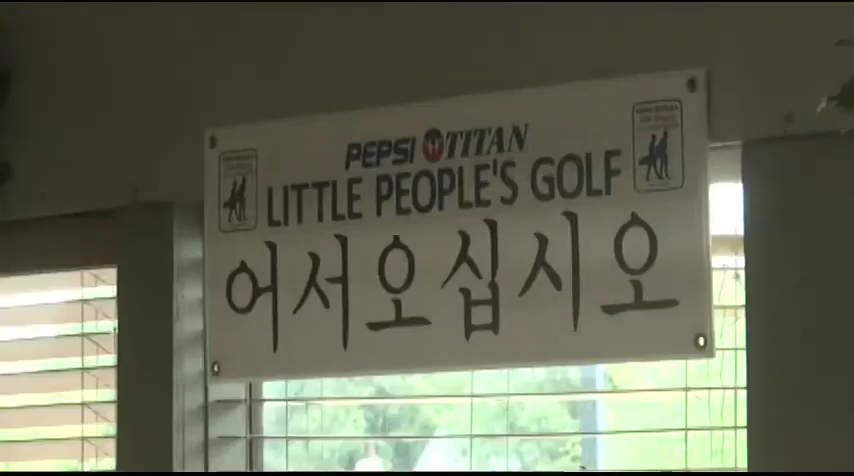 PEPSI TITAN
LITTLE PEOPLE'S GOLF
어서오십시오